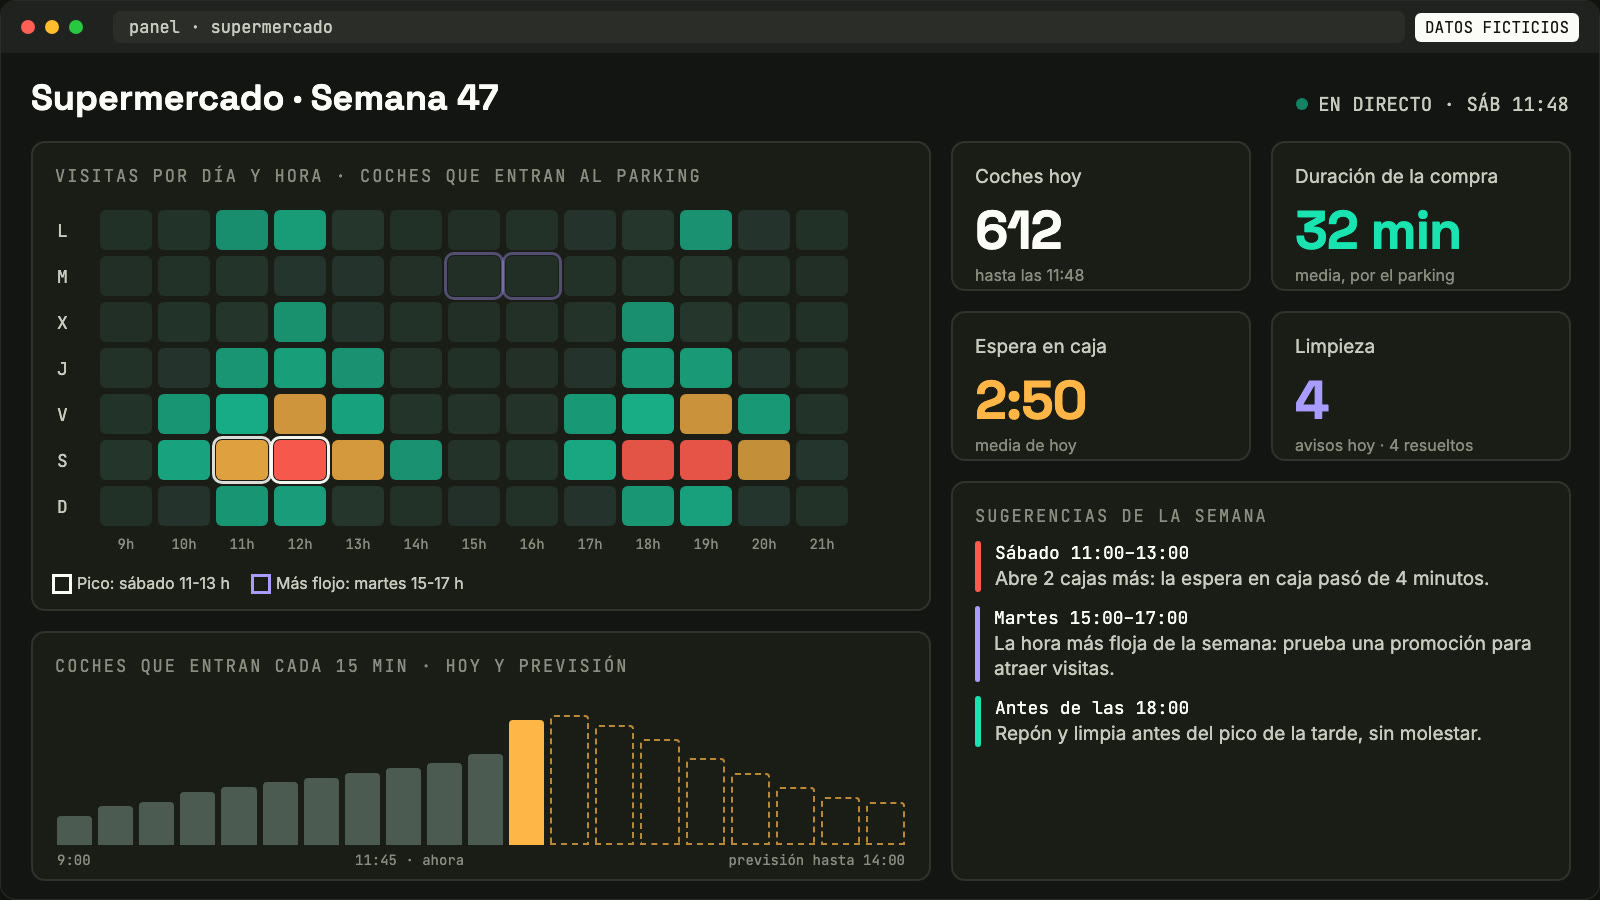 panel · supermercado
DATOS FICTICIOS
Supermercado · Semana 47
EN DIRECTO · SÁB 11:48
VISITAS POR DÍA Y HORA · COCHES QUE ENTRAN AL PARKING
L
M
X
J
V
S
D
9h 10h 11h 12h 13h 14h 15h 16h 17h 18h 19h 20h 21h
Pico: sábado 11-13 h
Más flojo: martes 15-17 h
COCHES QUE ENTRAN CADA 15 MIN · HOY Y PREVISIÓN
9:00
11:45 · ahora
previsión hasta 14:00
Coches hoy
612
hasta las 11:48
Duración de la compra
32 min
media, por el parking
Espera en caja
2:50
media de hoy
Limpieza
4
avisos hoy · 4 resueltos
SUGERENCIAS DE LA SEMANA
Sábado 11:00–13:00
Abre 2 cajas más: la espera en caja pasó de 4 minutos.
Martes 15:00–17:00
La hora más floja de la semana: prueba una promoción para
atraer visitas.
Antes de las 18:00
Repón y limpia antes del pico de la tarde, sin molestar.